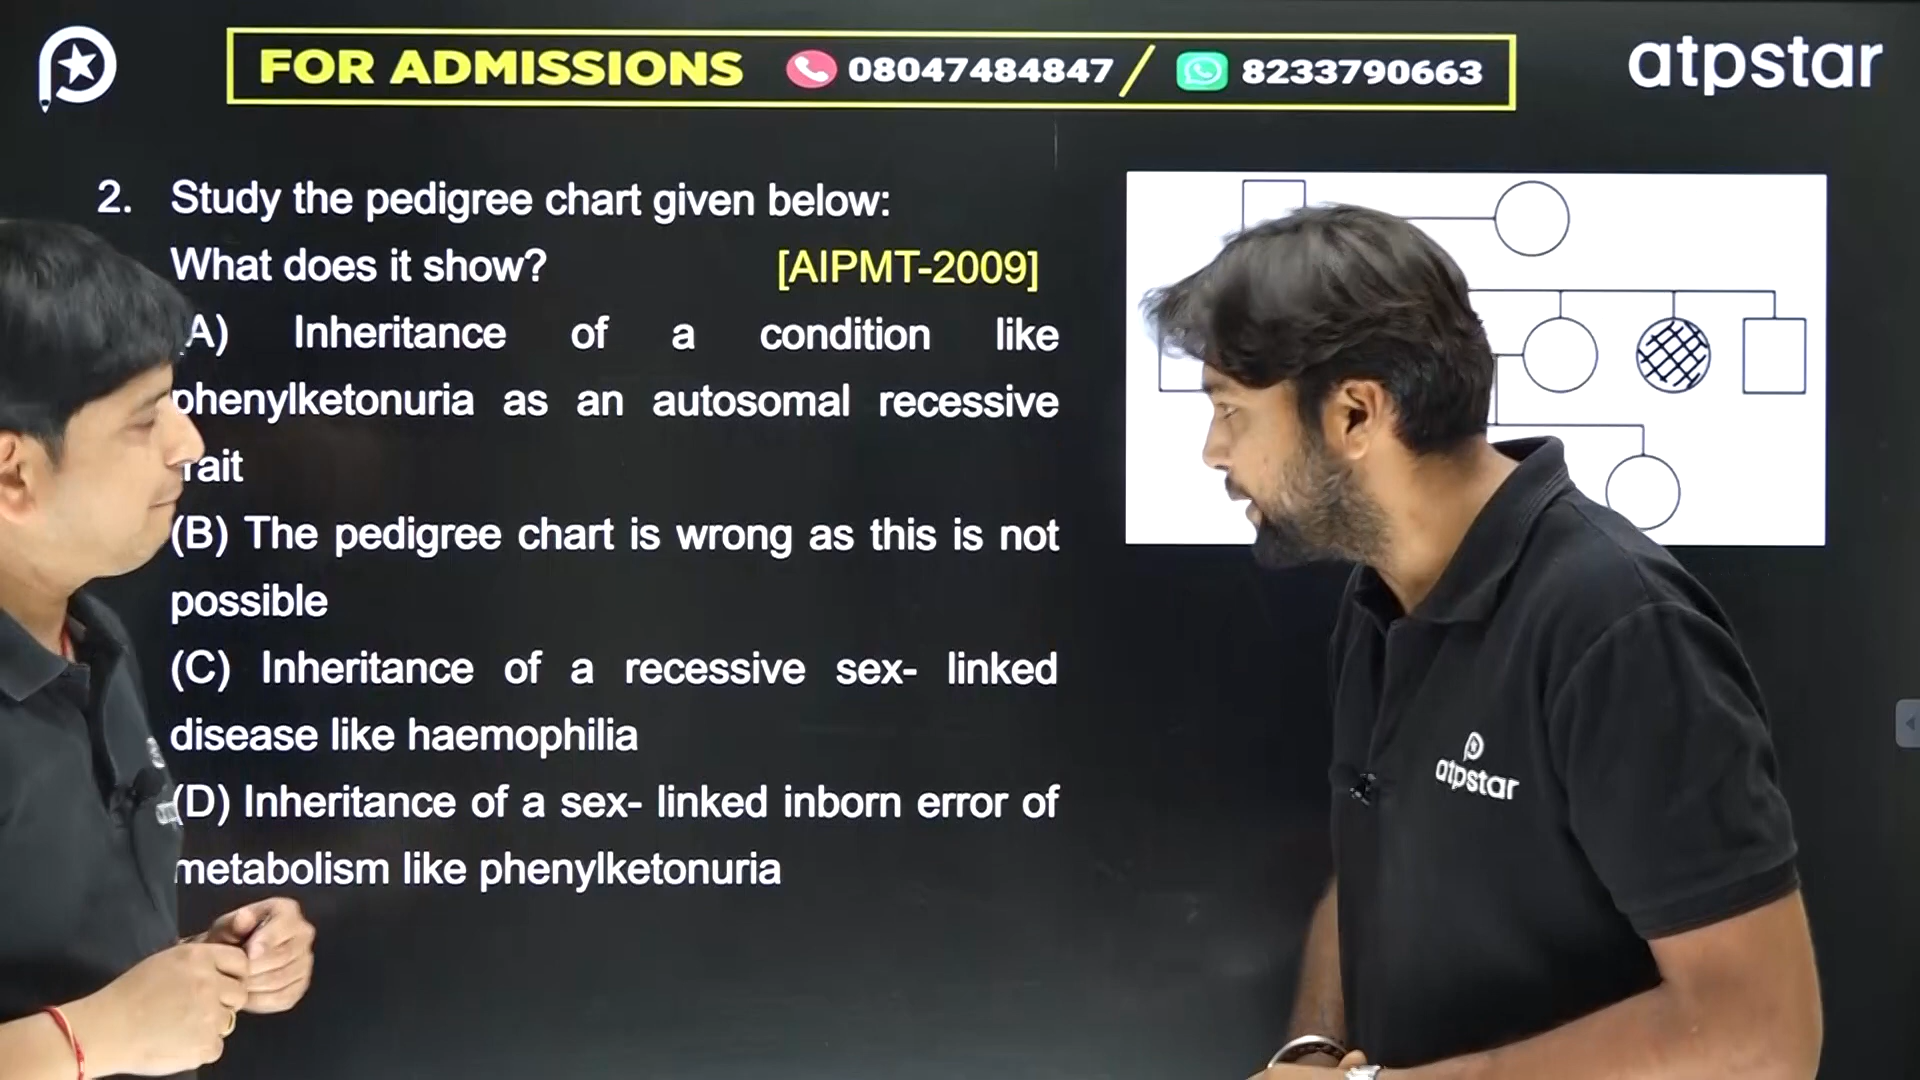 FOR ADMISSIONS 08047484847 / 8233790663
atpstar
2. Study the pedigree chart given below:
What does it show? [AIPMT-2009]
A) Inheritance of a condition like
phenylketonuria as an autosomal recessive
rait
(B) The pedigree chart is wrong as this is not
possible
(C) Inheritance of a recessive sex- linked
disease like haemophilia
(D) Inheritance of a sex- linked inborn error of
metabolism like phenylketonuria
atpstar